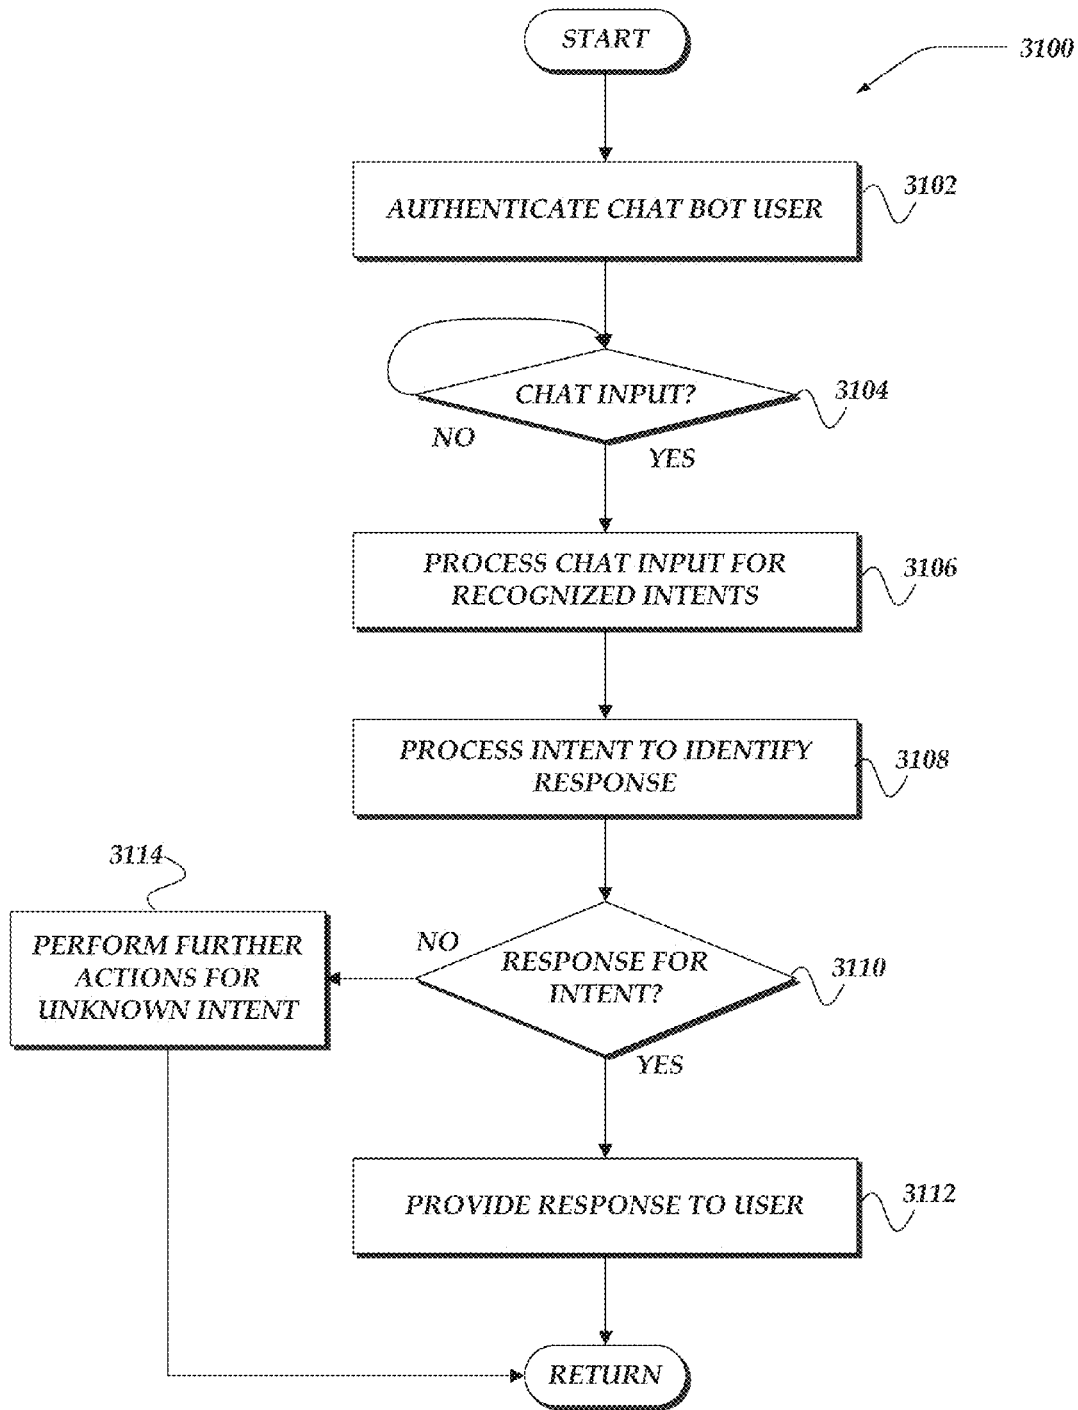 START
3100
AUTHENTICATE CHAT BOT USER
3102
CHAT INPUT?
3104
NO
YES
PROCESS CHAT INPUT FOR
RECOGNIZED INTENTS
3106
PROCESS INTENT TO IDENTIFY
RESPONSE
3108
3114
PERFORM FURTHER
ACTIONS FOR
UNKNOWN INTENT
NO
RESPONSE FOR
INTENT?
3110
YES
PROVIDE RESPONSE TO USER
3112
RETURN